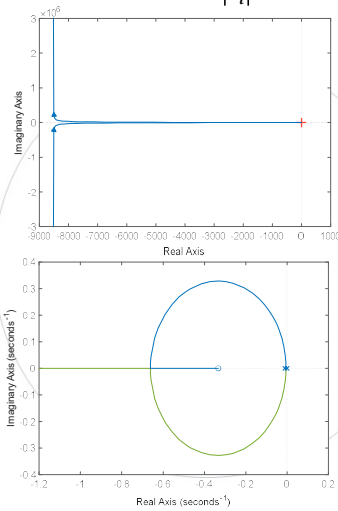 ×10⁶
3
2
1
0
-1
-2
-3
Imaginary Axis
-9000 -8000 -7000 -6000 -5000 -4000 -3000 -2000 -1000 0 1000
Real Axis
0.4
0.3
0.2
0.1
0
-0.1
-0.2
-0.3
-0.4
Imaginary Axis (seconds⁻¹)
-1.2 -1 -0.8 -0.6 -0.4 -0.2 0 0.2
Real Axis (seconds⁻¹)